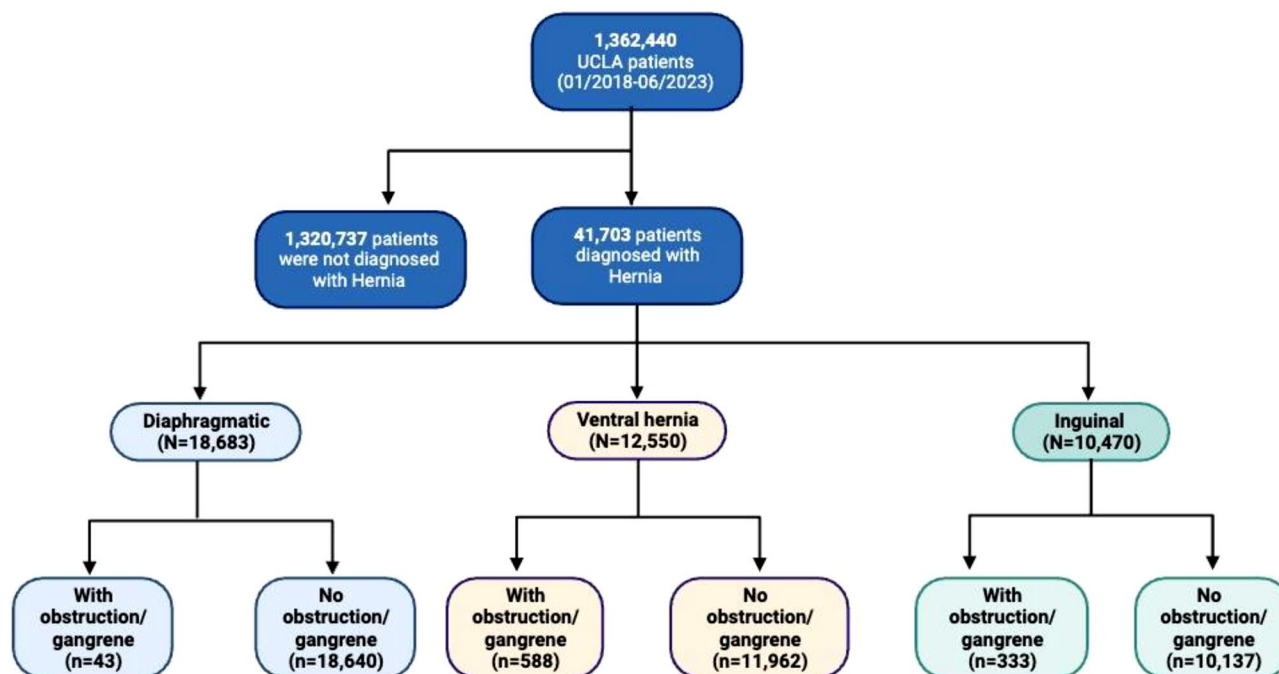 1,362,440
UCLA patients
(01/2018-06/2023)
1,320,737 patients
were not diagnosed
with Hernia
41,703 patients
diagnosed with
Hernia
Diaphragmatic
(N=18,683)
Ventral hernia
(N=12,550)
Inguinal
(N=10,470)
With
obstruction/
gangrene
(n=43)
No
obstruction/
gangrene
(n=18,640)
With
obstruction/
gangrene
(n=588)
No
obstruction/
gangrene
(n=11,962)
With
obstruction/
gangrene
(n=333)
No
obstruction/
gangrene
(n=10,137)